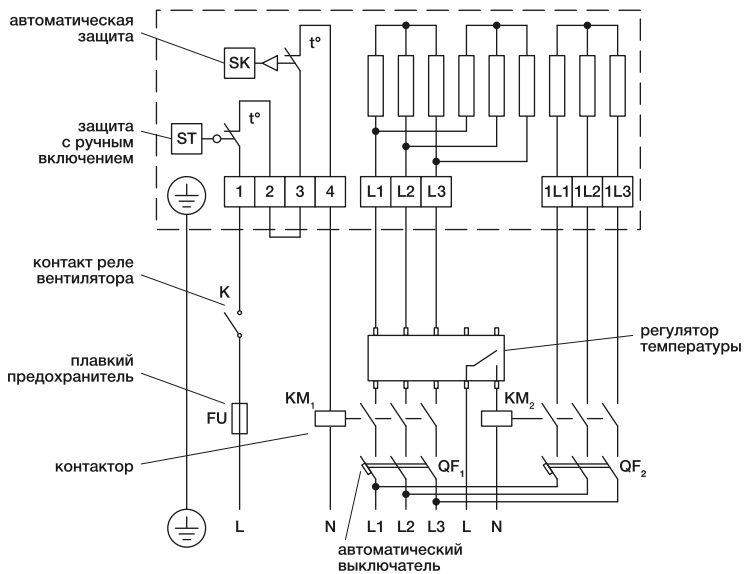 автоматическая
защита
SK
t°
защита
с ручным
включением
ST
t°
1 2 3 4 L1 L2 L3 1L1 1L2 1L3
контакт реле
вентилятора
K
регулятор
температуры
плавкий
предохранитель
FU
KM1
KM2
контактор
QF1
QF2
L N L1 L2 L3 L N
автоматический
выключатель